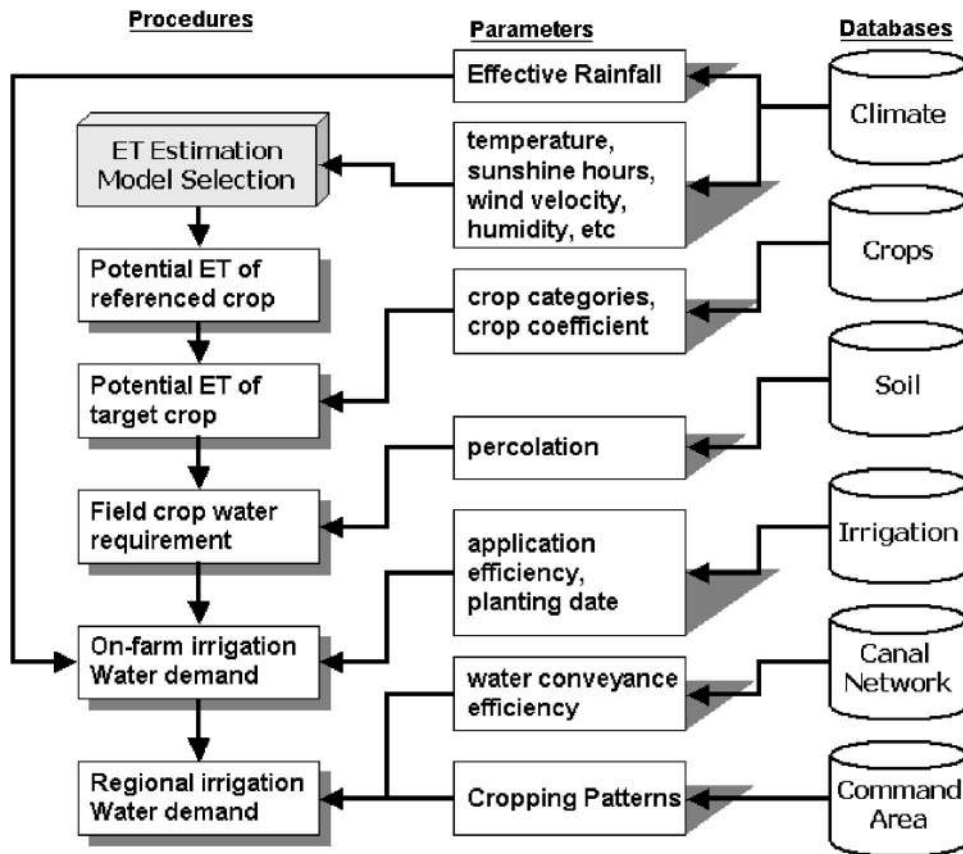 Procedures
Parameters
Databases
Effective Rainfall
Climate
ET Estimation
Model Selection
temperature,
sunshine hours,
wind velocity,
humidity, etc
Crops
Potential ET of
referenced crop
crop categories,
crop coefficient
Soil
Potential ET of
target crop
percolation
Irrigation
Field crop water
requirement
application
efficiency,
planting date
On-farm irrigation
Water demand
water conveyance
efficiency
Canal
Network
Regional irrigation
Water demand
Cropping Patterns
Command
Area